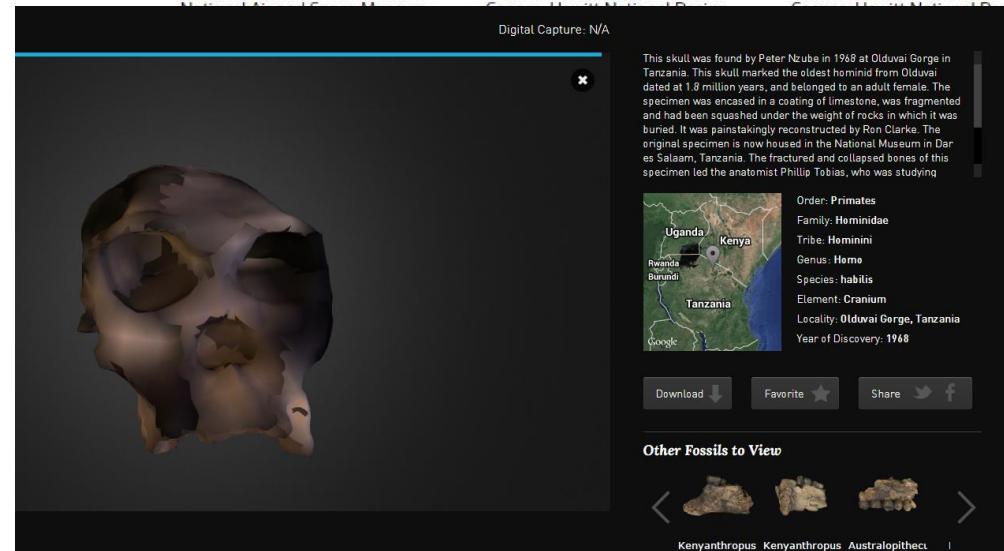 Digital Capture: N/A
This skull was found by Peter Nzube in 1968 at Olduvai Gorge in
Tanzania. This skull marked the oldest hominid from Olduvai
dated at 1.8 million years, and belonged to an adult female. The
specimen was encased in a coating of limestone, was fragmented
and had been squashed under the weight of rocks in which it was
buried. It was painstakingly reconstructed by Ron Clarke. The
original specimen is now housed in the National Museum in Dar
es Salaam, Tanzania. The fractured and collapsed bones of this
specimen led the anatomist Phillip Tobias, who was studying
Uganda
Kenya
Rwanda
Burundi
Tanzania
Google
Order: Primates
Family: Hominidae
Tribe: Hominini
Genus: Homo
Species: habilis
Element: Cranium
Locality: Olduvai Gorge, Tanzania
Year of Discovery: 1968
Download
Favorite
Share
Other Fossils to View
Kenyanthropus Kenyanthropus Australopithecu